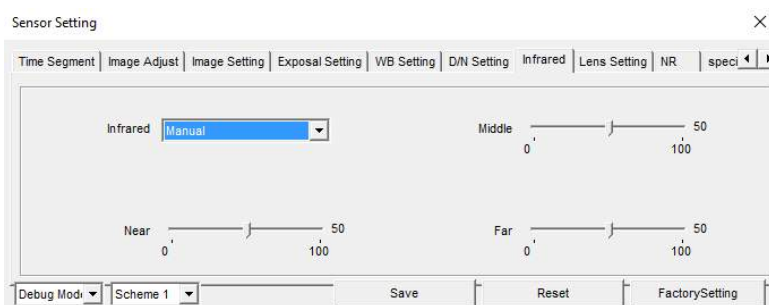 Sensor Setting
Time Segment Image Adjust Image Setting Exposal Setting WB Setting D/N Setting Infrared Lens Setting NR speci
Infrared Manual Middle 50
0 100
Near 50 Far 50
0 100 0 100
Debug Mode Scheme 1 Save Reset FactorySetting